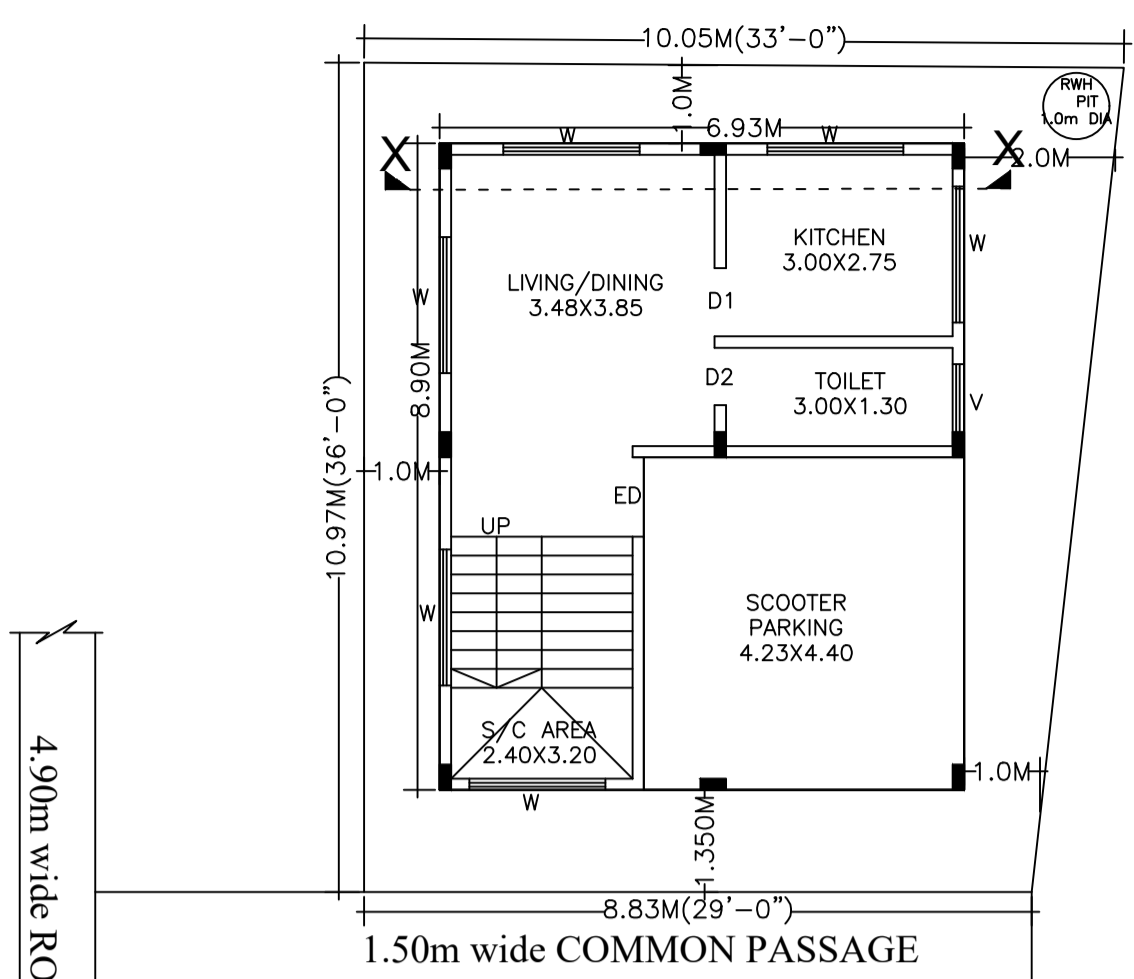 10.05M(33'-0")
RWH
PIT
1.0m DIA
1.0M
6.93M
W
W
X
X
2.0M
KITCHEN
3.00X2.75
W
LIVING/DINING
3.48X3.85
W
D1
8.90M
D2
TOILET
3.00X1.30
V
10.97M(36'-0")
1.0M
ED
UP
W
SCOOTER
PARKING
4.23X4.40
S/C AREA
2.40X3.20
W
1.0M
1.350M
4.90m wide RO
8.83M(29'-0")
1.50m wide COMMON PASSAGE